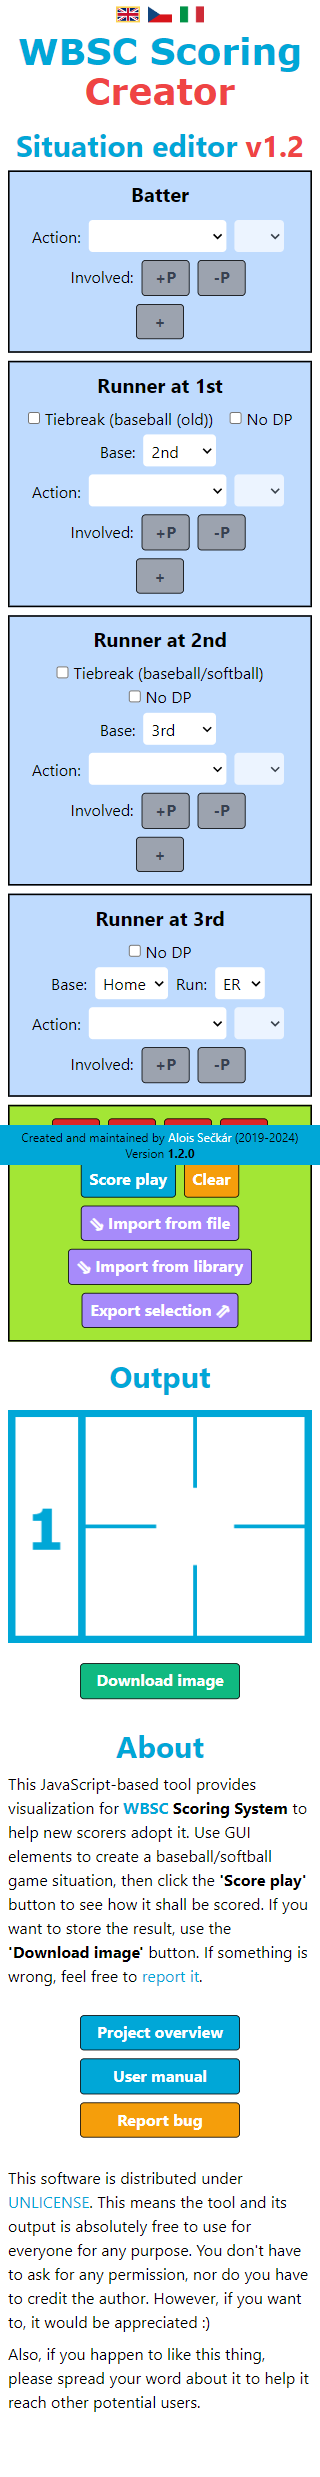 WBSC Scoring
Creator
Situation editor v1.2
Batter
Action:
Involved: +P -P
+
Runner at 1st
Tiebreak (baseball (old)) No DP
Base: 2nd
Action:
Involved: +P -P
+
Runner at 2nd
Tiebreak (baseball/softball)
No DP
Base: 3rd
Action:
Involved: +P -P
+
Runner at 3rd
No DP
Base: Home Run: ER
Action:
Involved: +P -P
Created and maintained by Alois Sečkár (2019-2024)
Version 1.2.0
Score play Clear
⇘ Import from file
⇘ Import from library
Export selection ⇗
Output
1
Download image
About
This JavaScript-based tool provides
visualization for WBSC Scoring System to
help new scorers adopt it. Use GUI
elements to create a baseball/softball
game situation, then click the 'Score play'
button to see how it shall be scored. If you
want to store the result, use the
'Download image' button. If something is
wrong, feel free to report it.
Project overview
User manual
Report bug
This software is distributed under
UNLICENSE. This means the tool and its
output is absolutely free to use for
everyone for any purpose. You don't have
to ask for any permission, nor do you have
to credit the author. However, if you want
to, it would be appreciated :)
Also, if you happen to like this thing,
please spread your word about it to help it
reach other potential users.